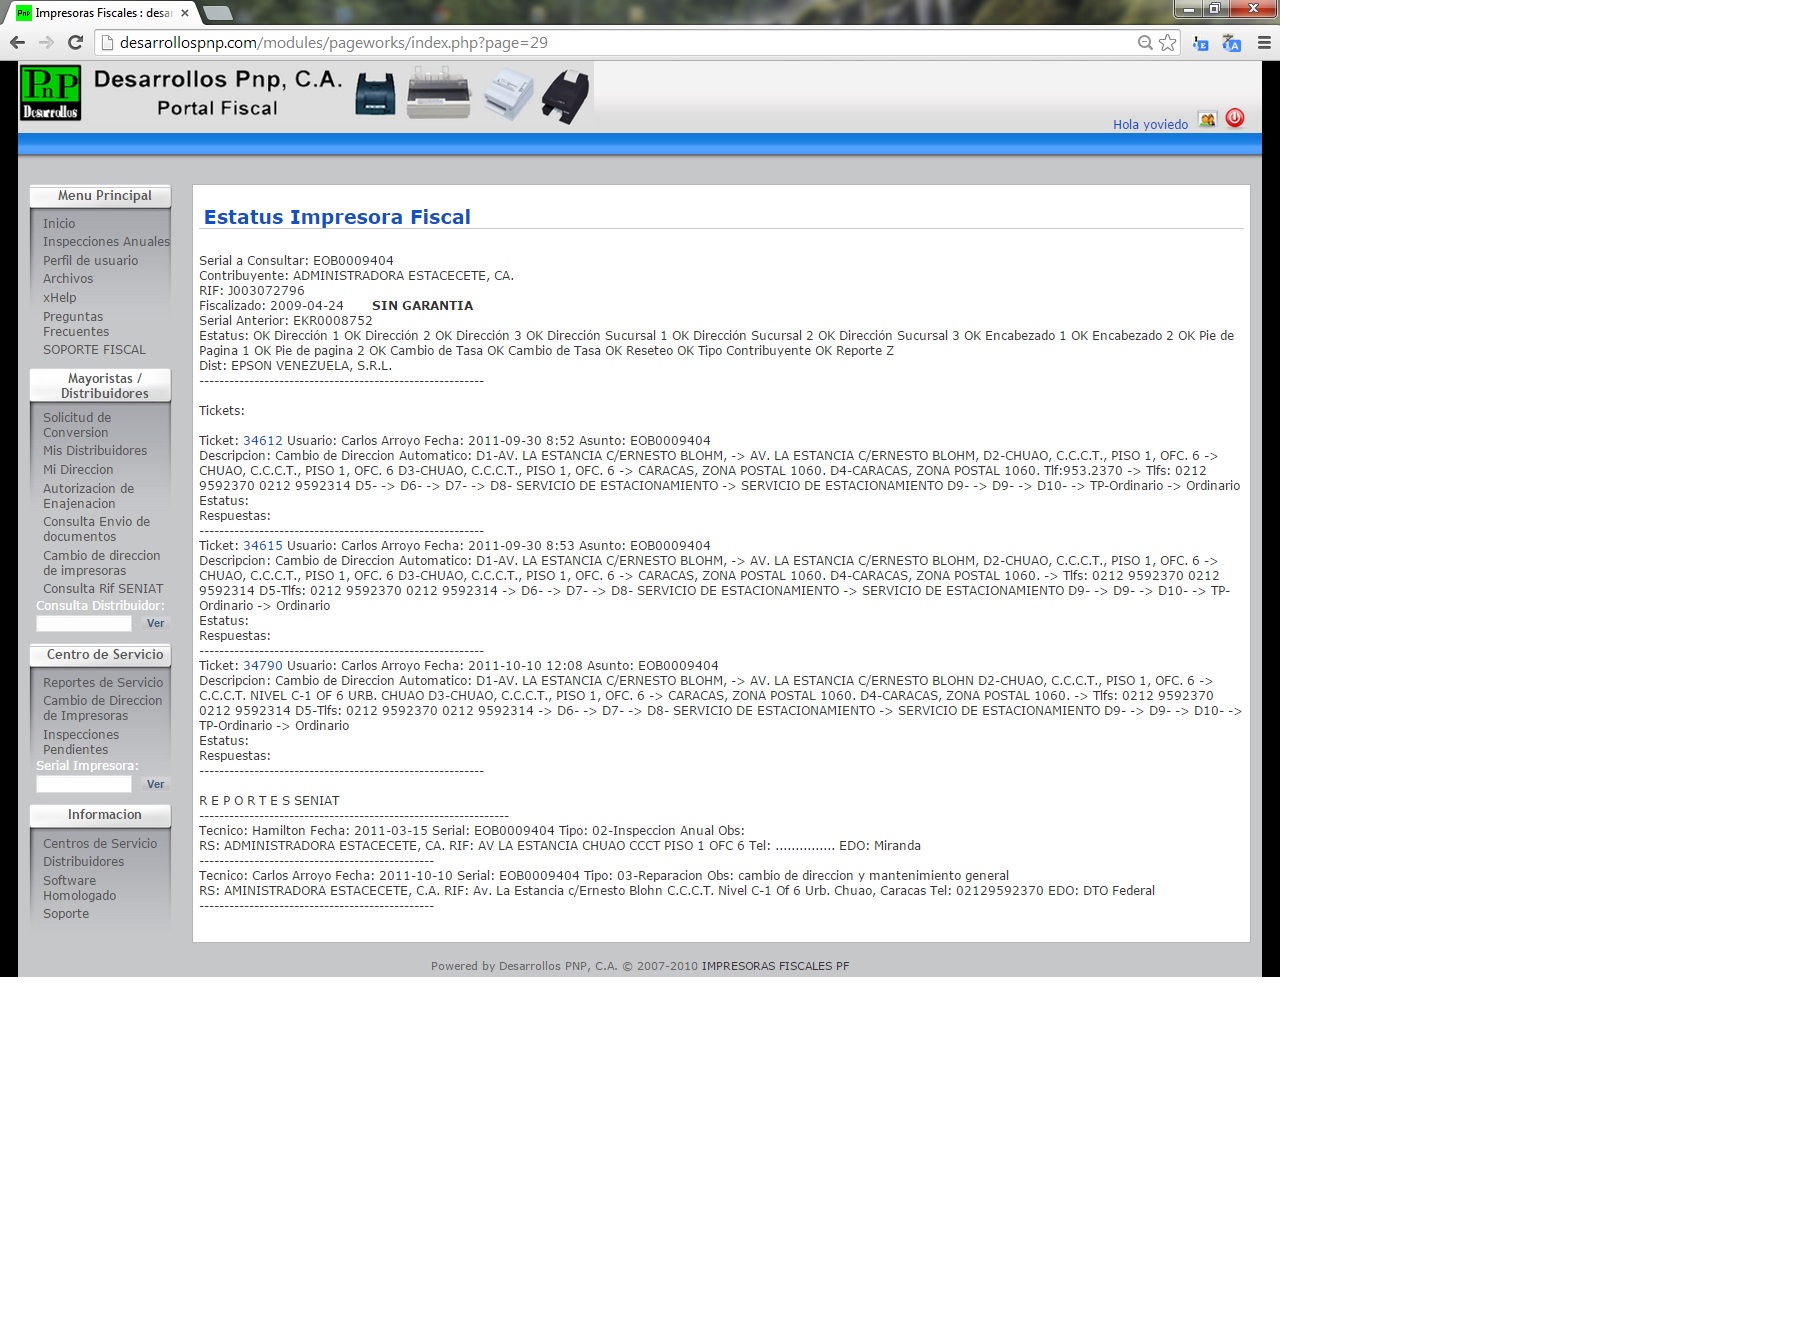 Impresoras Fiscales : desa
desarrollospnp.com/modules/pageworks/index.php?page=29
PnP
Desarrollos
Desarrollos Pnp, C.A.
Portal Fiscal
Hola yoviedo
Menu Principal
Inicio
Inspecciones Anuales
Perfil de usuario
Archivos
xHelp
Preguntas
Frecuentes
SOPORTE FISCAL
Mayoristas /
Distribuidores
Solicitud de
Conversion
Mis Distribuidores
Mi Direccion
Autorizacion de
Enajenacion
Consulta Envio de
documentos
Cambio de direccion
de impresoras
Consulta Rif SENIAT
Consulta Distribuidor:
Ver
Centro de Servicio
Reportes de Servicio
Cambio de Direccion
de Impresoras
Inspecciones
Pendientes
Serial Impresora:
Ver
Informacion
Centros de Servicio
Distribuidores
Software
Homologado
Soporte
Estatus Impresora Fiscal
Serial a Consultar: EOB0009404
Contribuyente: ADMINISTRADORA ESTACECETE, CA.
RIF: J003072796
Fiscalizado: 2009-04-24 SIN GARANTIA
Serial Anterior: EKR0008752
Estatus: OK Dirección 1 OK Dirección 2 OK Dirección 3 OK Dirección Sucursal 1 OK Dirección Sucursal 2 OK Dirección Sucursal 3 OK Encabezado 1 OK Encabezado 2 OK Pie de
Pagina 1 OK Pie de pagina 2 OK Cambio de Tasa OK Cambio de Tasa OK Reseteo OK Tipo Contribuyente OK Reporte Z
Dist: EPSON VENEZUELA, S.R.L.
---------------------------------------------------------
Tickets:
Ticket: 34612 Usuario: Carlos Arroyo Fecha: 2011-09-30 8:52 Asunto: EOB0009404
Descripcion: Cambio de Direccion Automatico: D1-AV. LA ESTANCIA C/ERNESTO BLOHM, -> AV. LA ESTANCIA C/ERNESTO BLOHM, D2-CHUAO, C.C.C.T., PISO 1, OFC. 6 ->
CHUAO, C.C.C.T., PISO 1, OFC. 6 D3-CHUAO, C.C.C.T., PISO 1, OFC. 6 -> CARACAS, ZONA POSTAL 1060. D4-CARACAS, ZONA POSTAL 1060. Tlf:953.2370 -> Tlfs: 0212
9592370 0212 9592314 D5- -> D6- -> D7- -> D8- SERVICIO DE ESTACIONAMIENTO -> SERVICIO DE ESTACIONAMIENTO D9- -> D9- -> D10- -> TP-Ordinario -> Ordinario
Estatus:
Respuestas:
---------------------------------------------------------
Ticket: 34615 Usuario: Carlos Arroyo Fecha: 2011-09-30 8:53 Asunto: EOB0009404
Descripcion: Cambio de Direccion Automatico: D1-AV. LA ESTANCIA C/ERNESTO BLOHM, -> AV. LA ESTANCIA C/ERNESTO BLOHM, D2-CHUAO, C.C.C.T., PISO 1, OFC. 6 ->
CHUAO, C.C.C.T., PISO 1, OFC. 6 D3-CHUAO, C.C.C.T., PISO 1, OFC. 6 -> CARACAS, ZONA POSTAL 1060. D4-CARACAS, ZONA POSTAL 1060. -> Tlfs: 0212 9592370 0212
9592314 D5-Tlfs: 0212 9592370 0212 9592314 -> D6- -> D7- -> D8- SERVICIO DE ESTACIONAMIENTO -> SERVICIO DE ESTACIONAMIENTO D9- -> D9- -> D10- -> TP-
Ordinario -> Ordinario
Estatus:
Respuestas:
---------------------------------------------------------
Ticket: 34790 Usuario: Carlos Arroyo Fecha: 2011-10-10 12:08 Asunto: EOB0009404
Descripcion: Cambio de Direccion Automatico: D1-AV. LA ESTANCIA C/ERNESTO BLOHM, -> AV. LA ESTANCIA C/ERNESTO BLOHN D2-CHUAO, C.C.C.T., PISO 1, OFC. 6 ->
C.C.C.T. NIVEL C-1 OF 6 URB. CHUAO D3-CHUAO, C.C.C.T., PISO 1, OFC. 6 -> CARACAS, ZONA POSTAL 1060. D4-CARACAS, ZONA POSTAL 1060. -> Tlfs: 0212 9592370
0212 9592314 D5-Tlfs: 0212 9592370 0212 9592314 -> D6- -> D7- -> D8- SERVICIO DE ESTACIONAMIENTO -> SERVICIO DE ESTACIONAMIENTO D9- -> D9- -> D10- ->
TP-Ordinario -> Ordinario
Estatus:
Respuestas:
---------------------------------------------------------
R E P O R T E S SENIAT
--------------------------------------------------------------
Tecnico: Hamilton Fecha: 2011-03-15 Serial: EOB0009404 Tipo: 02-Inspeccion Anual Obs:
RS: ADMINISTRADORA ESTACECETE, CA. RIF: AV LA ESTANCIA CHUAO CCCT PISO 1 OFC 6 Tel: ............... EDO: Miranda
-----------------------------------------------
Tecnico: Carlos Arroyo Fecha: 2011-10-10 Serial: EOB0009404 Tipo: 03-Reparacion Obs: cambio de direccion y mantenimiento general
RS: AMINISTRADORA ESTACECETE, C.A. RIF: Av. La Estancia c/Ernesto Blohn C.C.C.T. Nivel C-1 Of 6 Urb. Chuao, Caracas Tel: 02129592370 EDO: DTO Federal
-----------------------------------------------
Powered by Desarrollos PNP, C.A. © 2007-2010 IMPRESORAS FISCALES PF